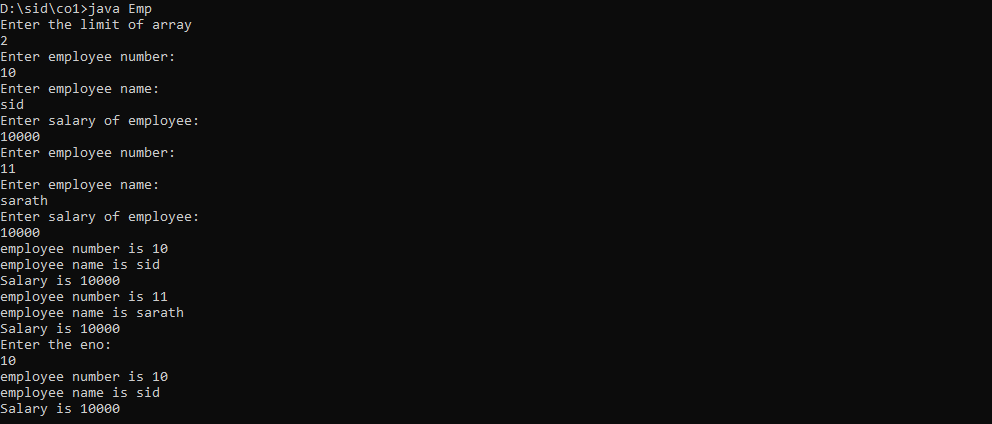 D:\sid\co1>java Emp
Enter the limit of array
2
Enter employee number:
10
Enter employee name:
sid
Enter salary of employee:
10000
Enter employee number:
11
Enter employee name:
sarath
Enter salary of employee:
10000
employee number is 10
employee name is sid
Salary is 10000
employee number is 11
employee name is sarath
Salary is 10000
Enter the eno:
10
employee number is 10
employee name is sid
Salary is 10000